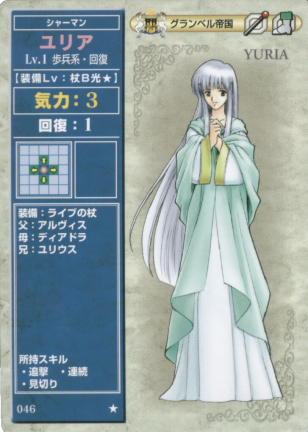 シャーマン
ユリア
Lv.1 歩兵系・回復
【装備Lv：杖B光★】
気力：3
回復：1
装備：ライブの杖
父：アルヴィス
母：ディアドラ
兄：ユリウス
所持スキル
・追撃 ・連続
・見切り
046 ★
グランベル帝国
YURIA